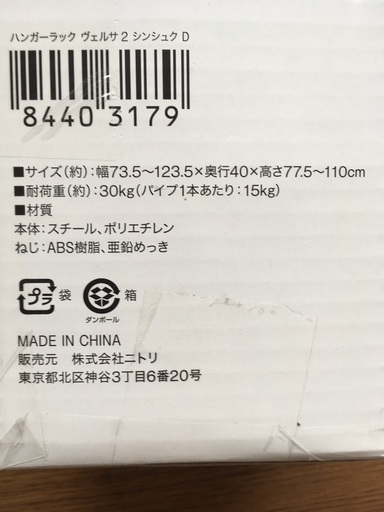 ハンガーラック ヴェルサ2 シンシュク D
8440 3179
■サイズ(約):幅73.5~123.5×奥行40×高さ77.5~110cm
■耐荷重(約):30kg(パイプ1本あたり:15kg)
■材質
本体:スチール、ポリエチレン
ねじ:ABS樹脂、亜鉛めっき
プラ 袋 箱
ダンボール
MADE IN CHINA
販売元 株式会社ニトリ
東京都北区神谷3丁目6番20号